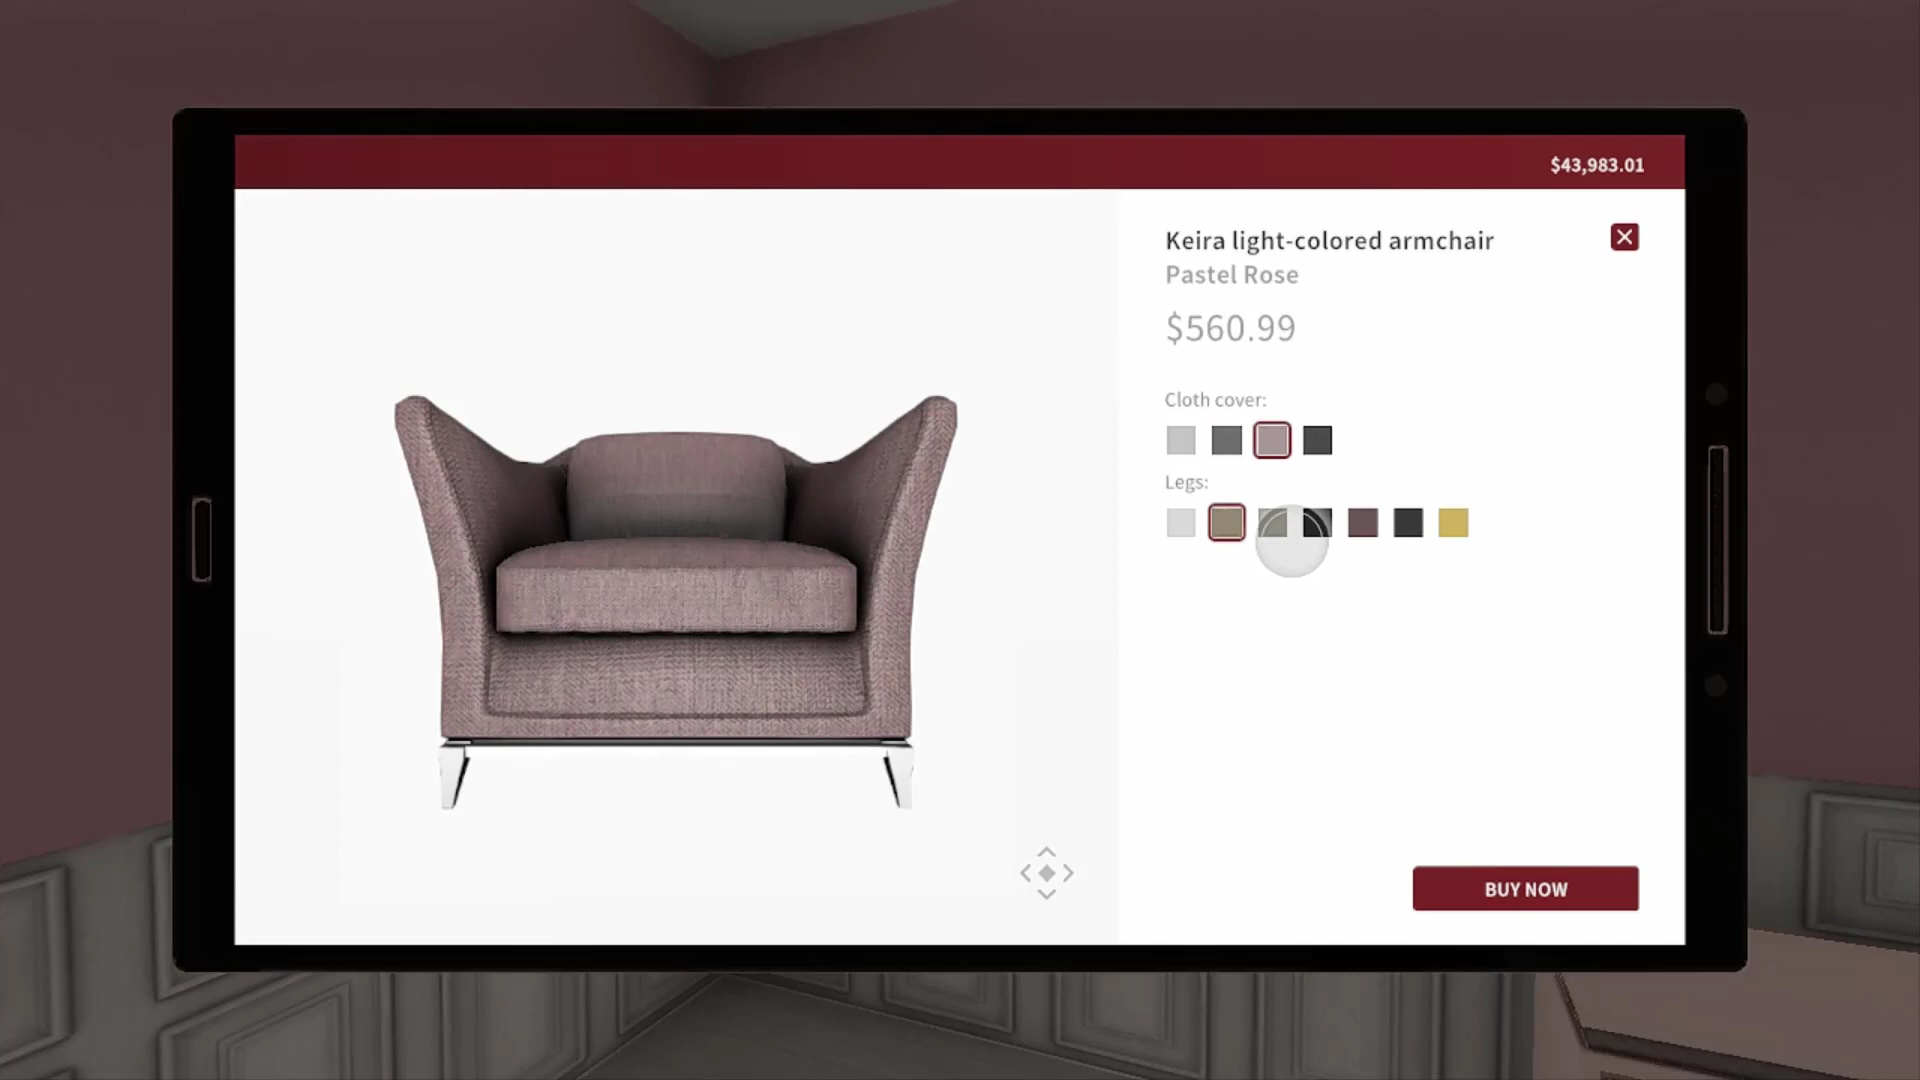 $43,983.01
Keira light-colored armchair
Pastel Rose
$560.99
Cloth cover:
Legs:
BUY NOW